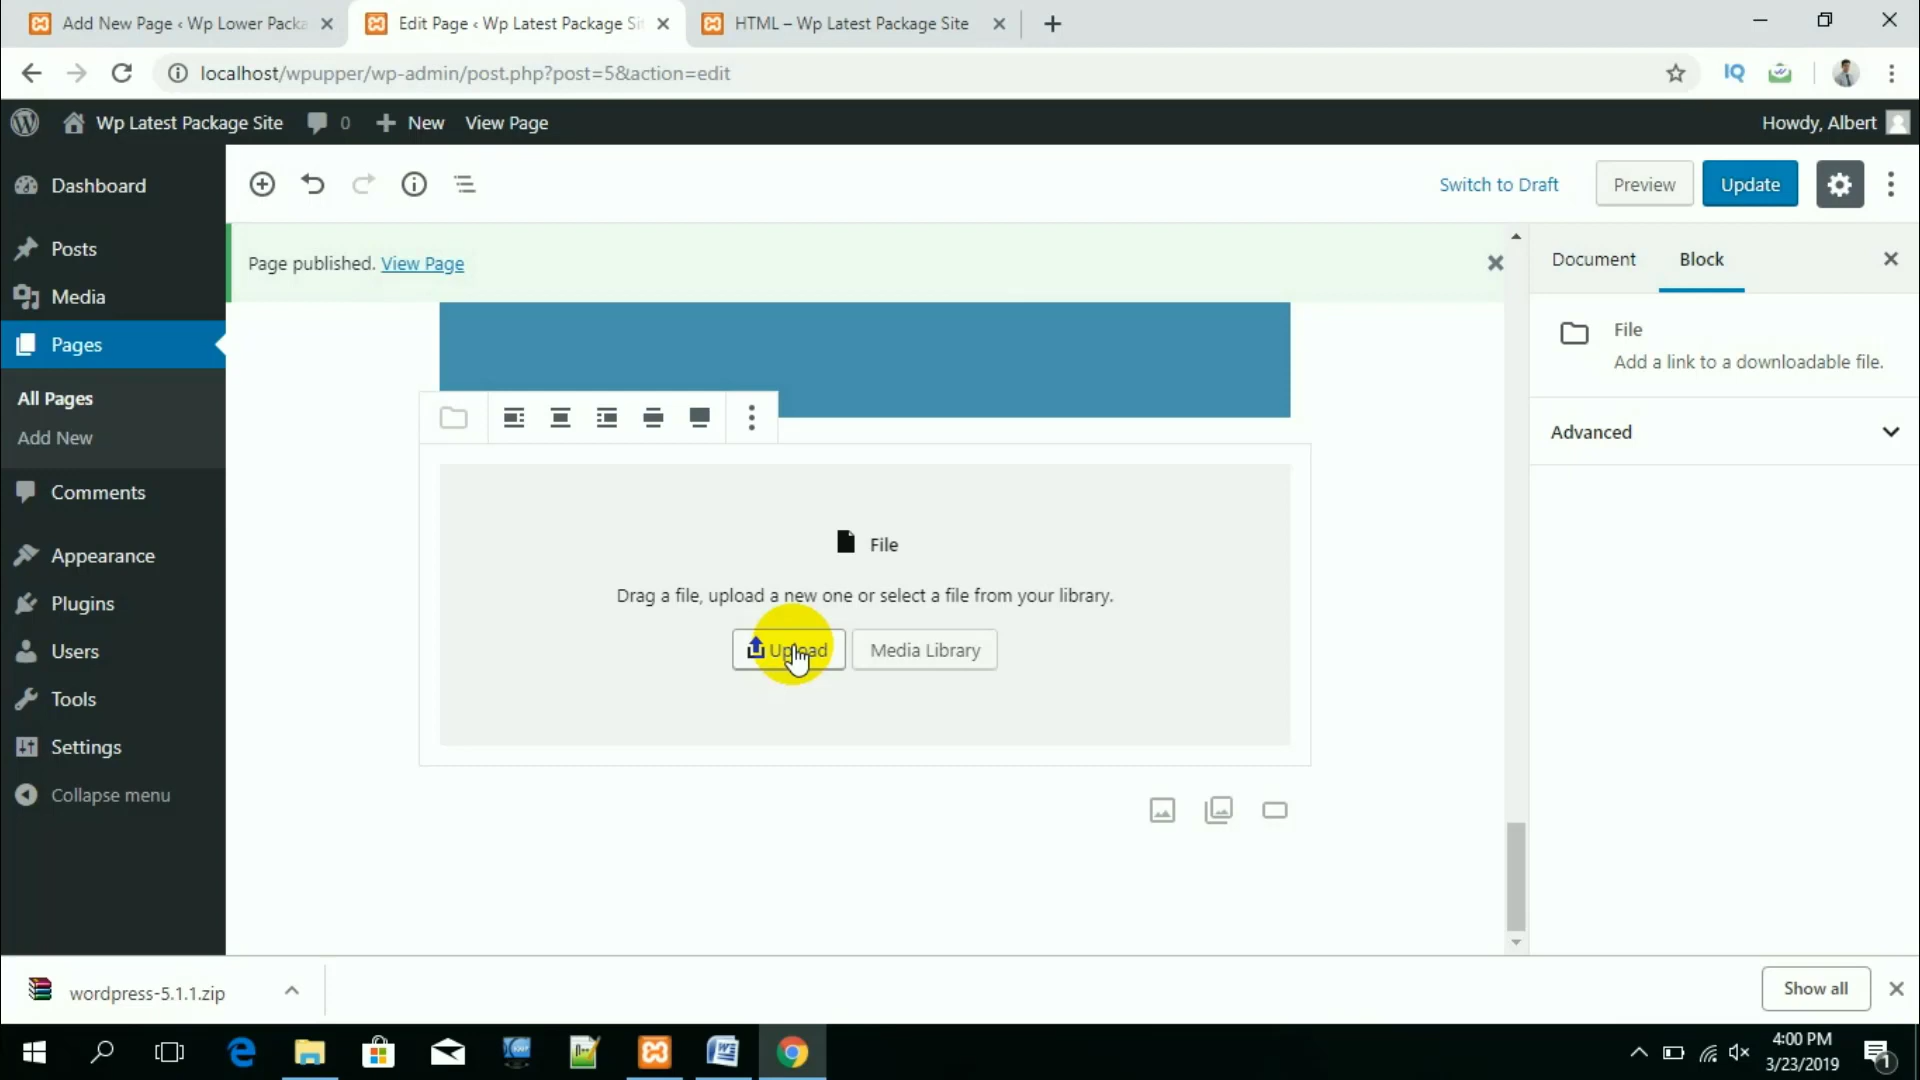 Add New Page ‹ Wp Lower Packa
Edit Page ‹ Wp Latest Package Sit
HTML – Wp Latest Package Site
localhost/wpupper/wp-admin/post.php?post=5&action=edit
IQ
Wp Latest Package Site
0
New
View Page
Howdy, Albert
Dashboard
Posts
Media
Pages
All Pages
Add New
Comments
Appearance
Plugins
Users
Tools
Settings
Collapse menu
Switch to Draft
Preview
Update
Page published. View Page
Document
Block
File
Add a link to a downloadable file.
Advanced
File
Drag a file, upload a new one or select a file from your library.
Upload
Media Library
wordpress-5.1.1.zip
Show all
4:00 PM
3/23/2019
1